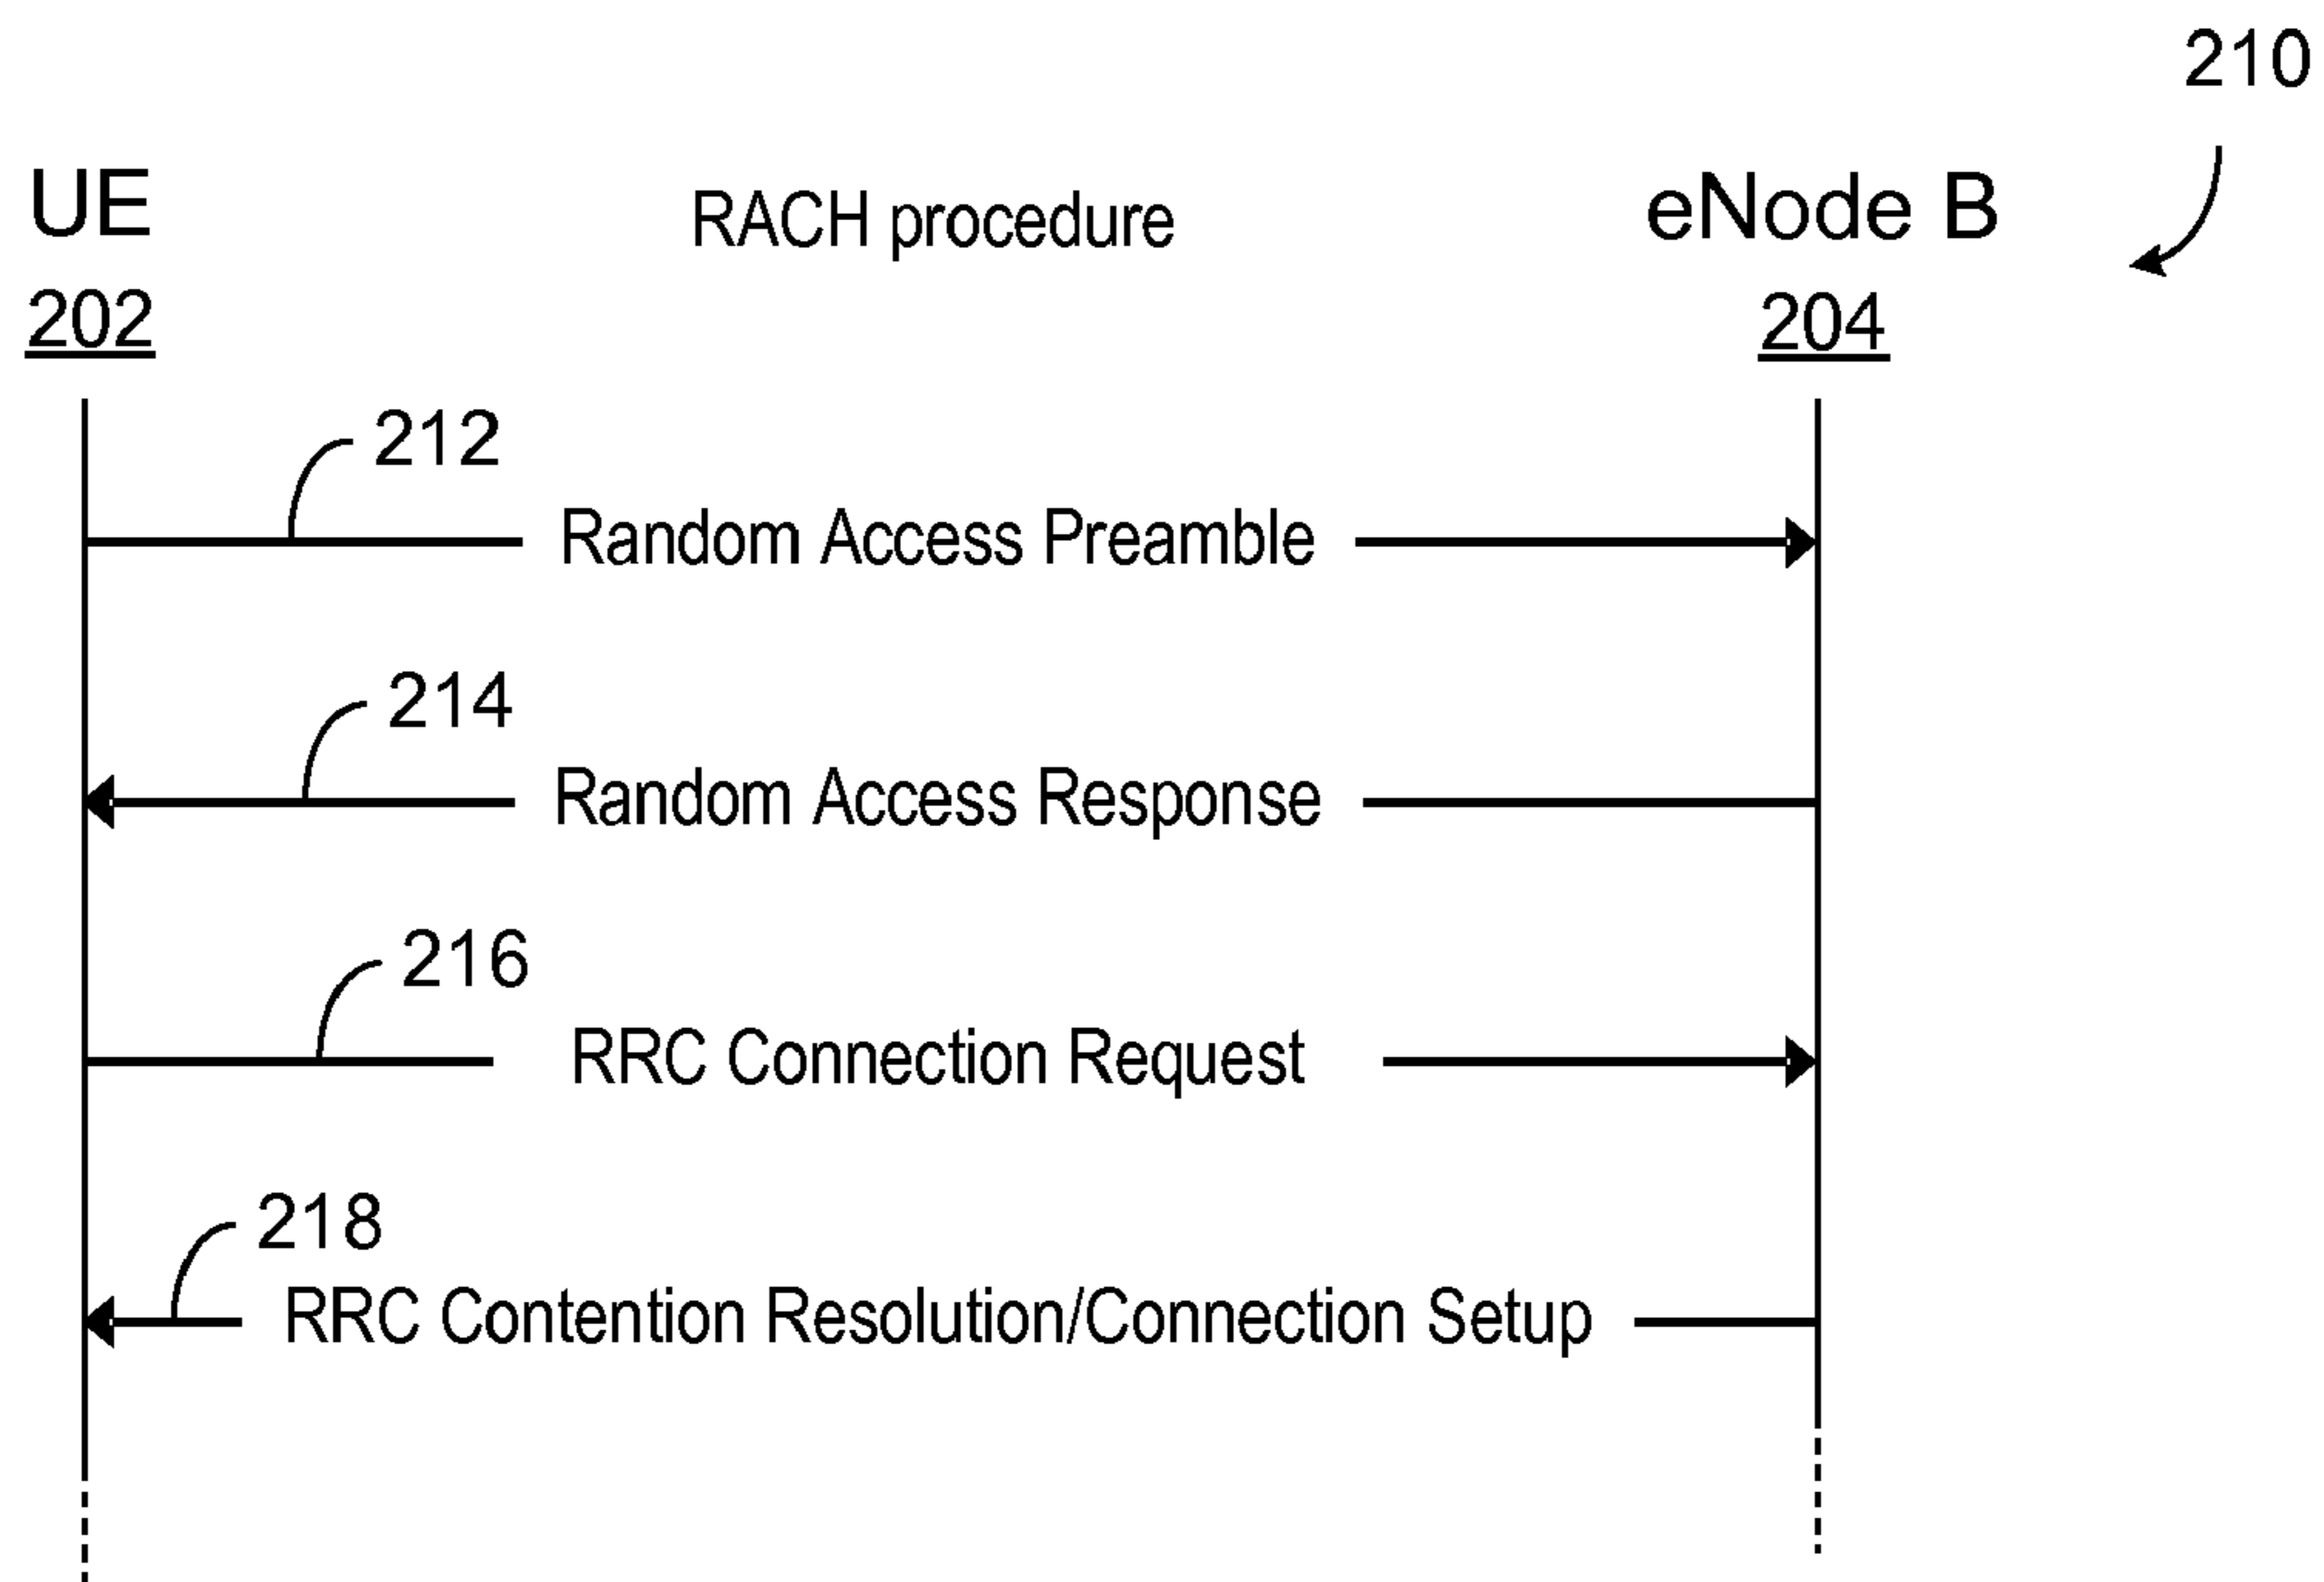 210
UE
RACH procedure
eNode B
202
204
212
Random Access Preamble
214
Random Access Response
216
RRC Connection Request
218
RRC Contention Resolution/Connection Setup